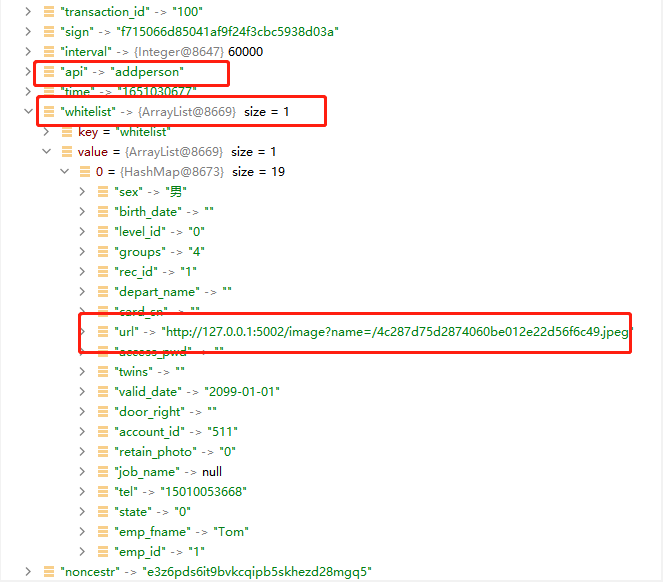 "transaction_id" -> "100"
"sign" -> "f715066d85041af9f24f3cbc5938d03a"
"interval" -> {Integer@8647} 60000
"api" -> "addperson"
"time" -> "1651030677"
"whitelist" -> {ArrayList@8669} size = 1
key = "whitelist"
value = {ArrayList@8669} size = 1
0 = {HashMap@8673} size = 19
"sex" -> "男"
"birth_date" -> ""
"level_id" -> "0"
"groups" -> "4"
"rec_id" -> "1"
"depart_name" -> ""
"card_sn" -> ""
"url" -> "http://127.0.0.1:5002/image?name=/4c287d75d2874060be012e22d56f6c49.jpeg"
"access_pwd" -> ""
"twins" -> ""
"valid_date" -> "2099-01-01"
"door_right" -> ""
"account_id" -> "511"
"retain_photo" -> "0"
"job_name" -> null
"tel" -> "15010053668"
"state" -> "0"
"emp_fname" -> "Tom"
"emp_id" -> "1"
"noncestr" -> "e3z6pds6it9bvkcqipb5skhezd28mgq5"